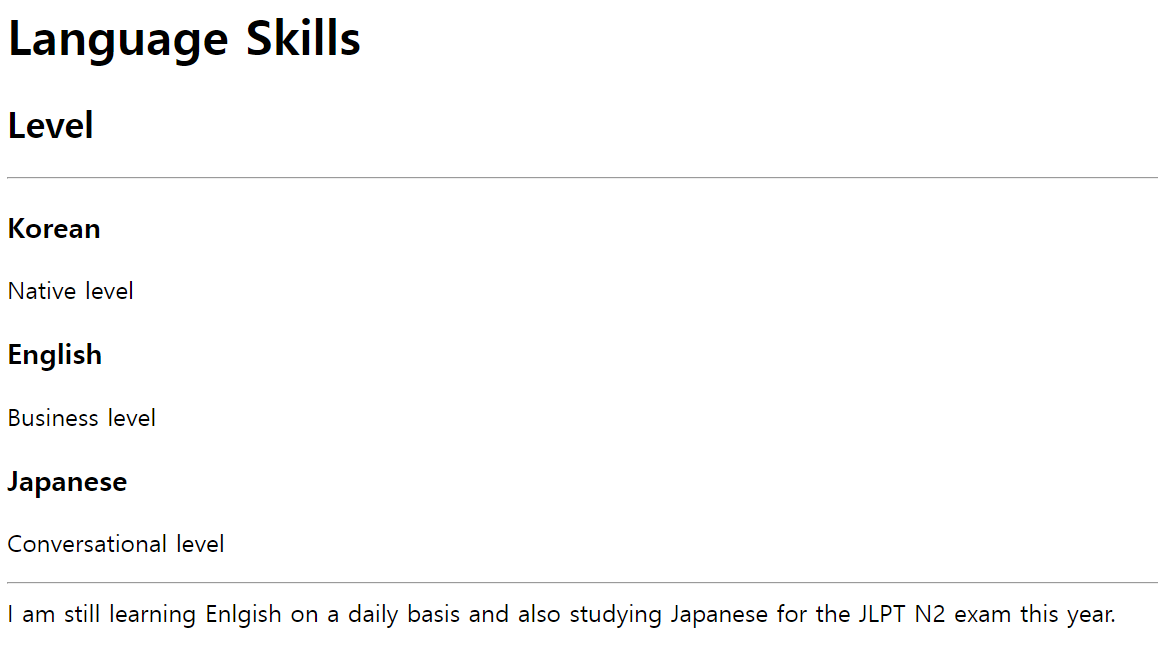 Language Skills
Level
Korean
Native level
English
Business level
Japanese
Conversational level
I am still learning Enlgish on a daily basis and also studying Japanese for the JLPT N2 exam this year.